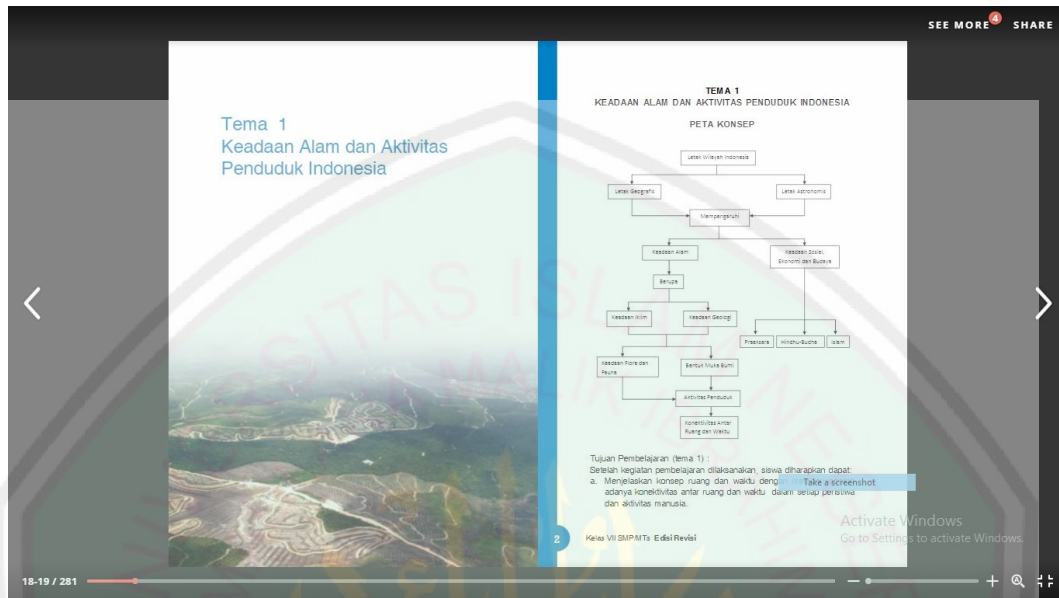 SEE MORE 4 SHARE
Tema 1
Keadaan Alam dan Aktivitas
Penduduk Indonesia
TEMA 1
KEADAAN ALAM DAN AKTIVITAS PENDUDUK INDONESIA
PETA KONSEP
Letak Wilayah Indonesia
Letak Geografis
Letak Astronomis
Mempengaruhi
Keadaan Alam
Keadaan Sosial,
Ekonomi dan Budaya
Berupa
Keadaan Iklim
Keadaan Geologi
Praaksara
Hindhu-Budha
Islam
Keadaan Flora dan
Fauna
Bentuk Muka Bumi
Aktivitas Penduduk
Konektivitas Antar
Ruang dan Waktu
Tujuan Pembelajaran (tema 1) :
Setelah kegiatan pembelajaran dilaksanakan, siswa diharapkan dapat:
a. Menjelaskan konsep ruang dan waktu dengan
Take a screenshot
adanya konektivitas antar ruang dan waktu dalam setiap peristiwa
dan aktivitas manusia.
2
Kelas VII SMP/MTs Edisi Revisi
Activate Windows
Go to Settings to activate Windows.
18-19 / 281